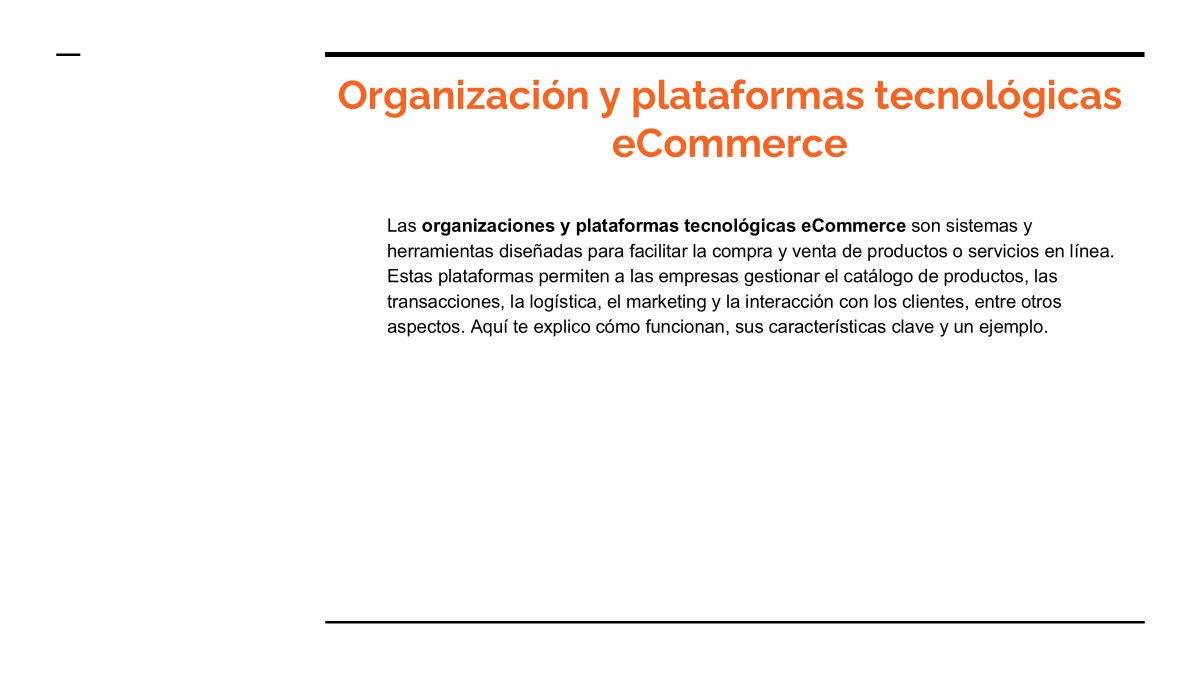 Organización y plataformas tecnológicas
eCommerce
Las organizaciones y plataformas tecnológicas eCommerce son sistemas y
herramientas diseñadas para facilitar la compra y venta de productos o servicios en línea.
Estas plataformas permiten a las empresas gestionar el catálogo de productos, las
transacciones, la logística, el marketing y la interacción con los clientes, entre otros
aspectos. Aquí te explico cómo funcionan, sus características clave y un ejemplo.